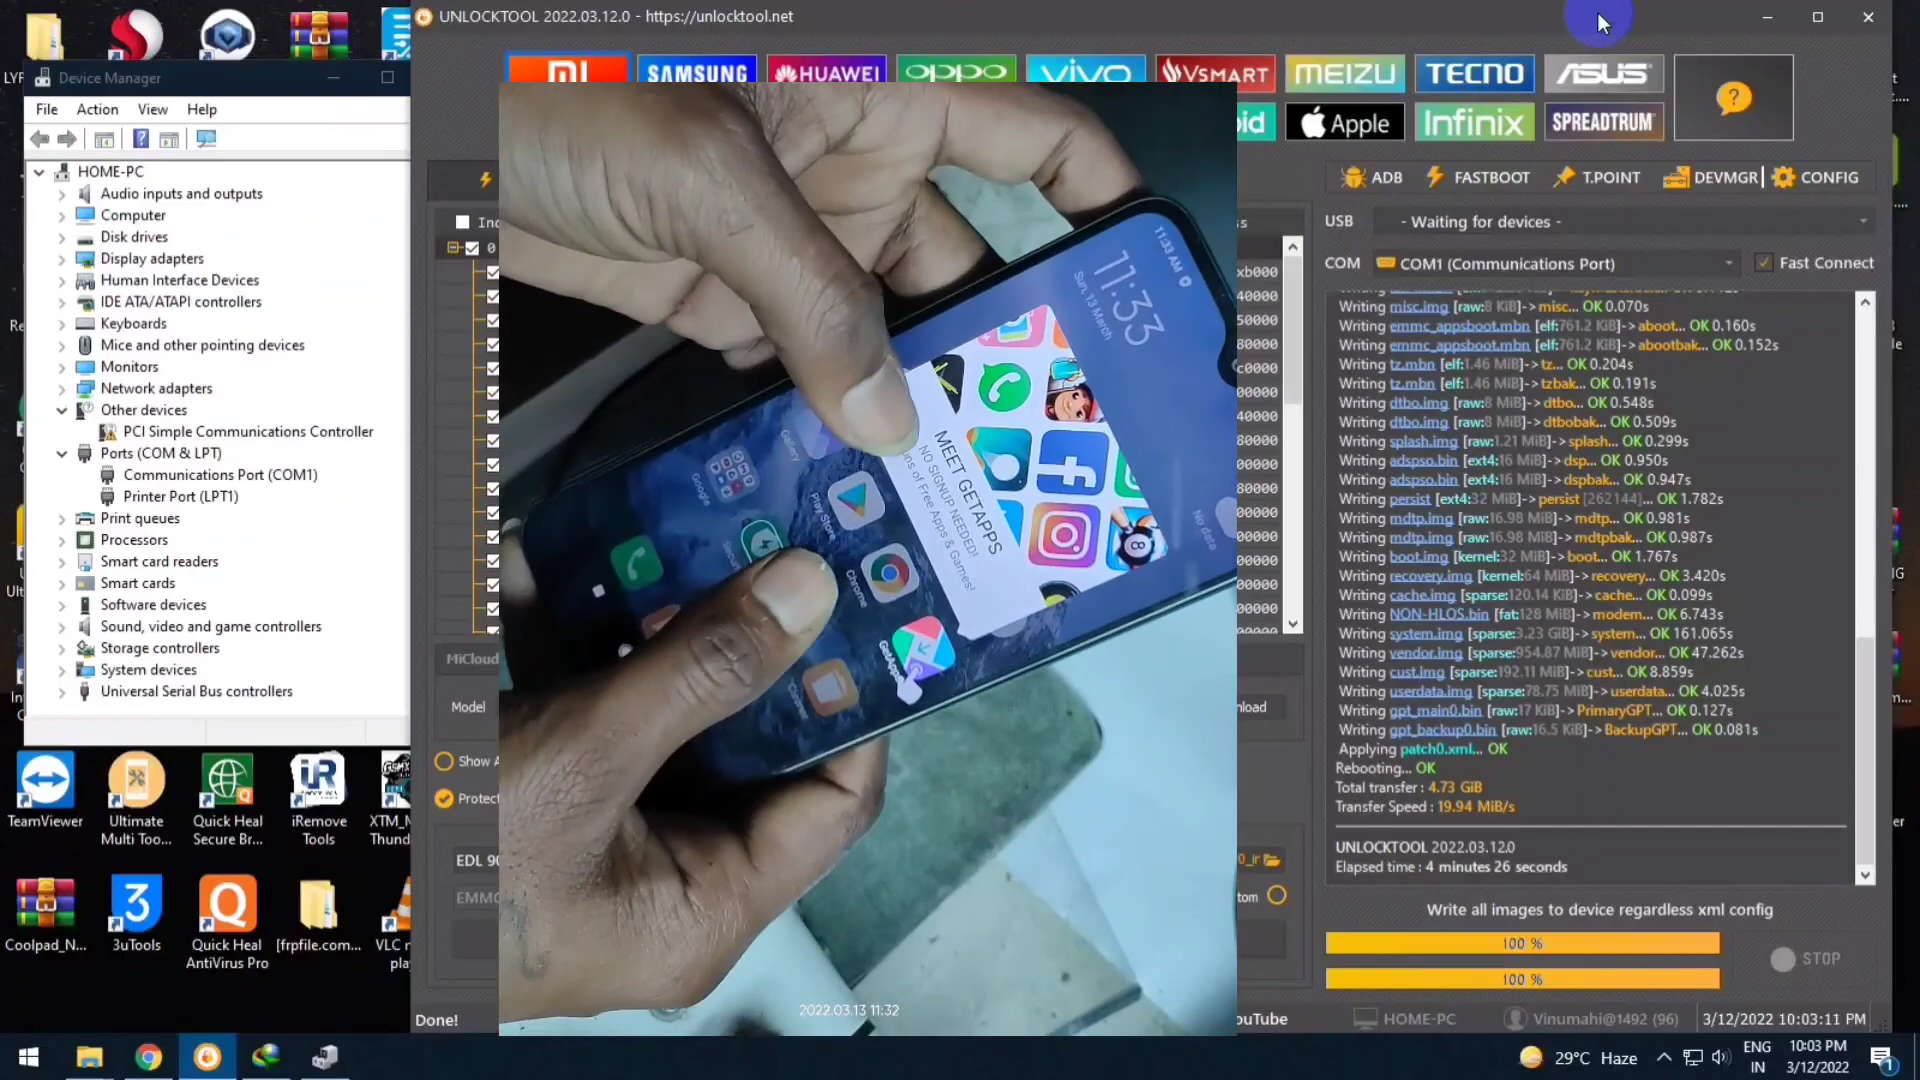 UNLOCKTOOL 2022.03.12.0 - https://unlocktool.net
Device Manager
File Action View Help
HOME-PC
Audio inputs and outputs
Computer
Disk drives
Display adapters
Human Interface Devices
IDE ATA/ATAPI controllers
Keyboards
Mice and other pointing devices
Monitors
Network adapters
Other devices
PCI Simple Communications Controller
Ports (COM & LPT)
Communications Port (COM1)
Printer Port (LPT1)
Print queues
Processors
Smart card readers
Smart cards
Software devices
Sound, video and game controllers
Storage controllers
System devices
Universal Serial Bus controllers
TeamViewer
Ultimate Multi Too...
Quick Heal Secure Br...
iRemove Tools
Coolpad_N...
3uTools
Quick Heal AntiVirus Pro
[frpfile.com...
SAMSUNG HUAWEI oppo vivo VSMART MEIZU TECNO ASUS
Apple Infinix SPREADTRUM
MiCloud
Model
EDL
Done!
11:33 AM
11:33
Sun, 13 March
MEET GETAPPS
NO SIGNUP NEEDED!
of Free Apps & Games!
No data
Google
Gallery
Play Store
Chrome
GetApps
2022.03.13 11:32
ADB FASTBOOT T.POINT DEVMGR CONFIG
USB - Waiting for devices -
COM COM1 (Communications Port) Fast Connect
Writing misc.img [raw:8 KiB]-> misc... OK 0.070s
Writing emmc_appsboot.mbn [elf:761.2 KiB]-> aboot... OK 0.160s
Writing emmc_appsboot.mbn [elf:761.2 KiB]-> abootbak... OK 0.152s
Writing tz.mbn [elf:1.46 MiB]-> tz... OK 0.204s
Writing tz.mbn [elf:1.46 MiB]-> tzbak... OK 0.191s
Writing dtbo.img [raw:8 MiB]-> dtbo... OK 0.548s
Writing dtbo.img [raw:8 MiB]-> dtbobak... OK 0.509s
Writing splash.img [raw:1.21 MiB]-> splash... OK 0.299s
Writing adspso.bin [ext4:16 MiB]-> dsp... OK 0.950s
Writing adspso.bin [ext4:16 MiB]-> dspbak... OK 0.947s
Writing persist [ext4:32 MiB]-> persist [262144]... OK 1.782s
Writing mdtp.img [raw:16.98 MiB]-> mdtp... OK 0.981s
Writing mdtp.img [raw:16.98 MiB]-> mdtpbak... OK 0.987s
Writing boot.img [kernel:32 MiB]-> boot... OK 1.767s
Writing recovery.img [kernel:64 MiB]-> recovery... OK 3.420s
Writing cache.img [sparse:120.14 KiB]-> cache... OK 0.099s
Writing NON-HLOS.bin [fat:128 MiB]-> modem... OK 6.743s
Writing system.img [sparse:3.23 GiB]-> system... OK 161.065s
Writing vendor.img [sparse:954.87 MiB]-> vendor... OK 47.262s
Writing cust.img [sparse:192.11 MiB]-> cust... OK 8.859s
Writing userdata.img [sparse:78.75 MiB]-> userdata... OK 4.025s
Writing gpt_main0.bin [raw:17 KiB]-> PrimaryGPT... OK 0.127s
Writing gpt_backup0.bin [raw:16.5 KiB]-> BackupGPT... OK 0.081s
Applying patch0.xml... OK
Rebooting... OK
Total transfer : 4.73 GiB
Transfer Speed : 19.94 MiB/s
UNLOCKTOOL 2022.03.12.0
Elapsed time : 4 minutes 26 seconds
Write all images to device regardless xml config
100 %
100 %
STOP
HOME-PC Vinumahi@1492 (96) 3/12/2022 10:03:11 PM
29°C Haze ENG IN 10:03 PM 3/12/2022